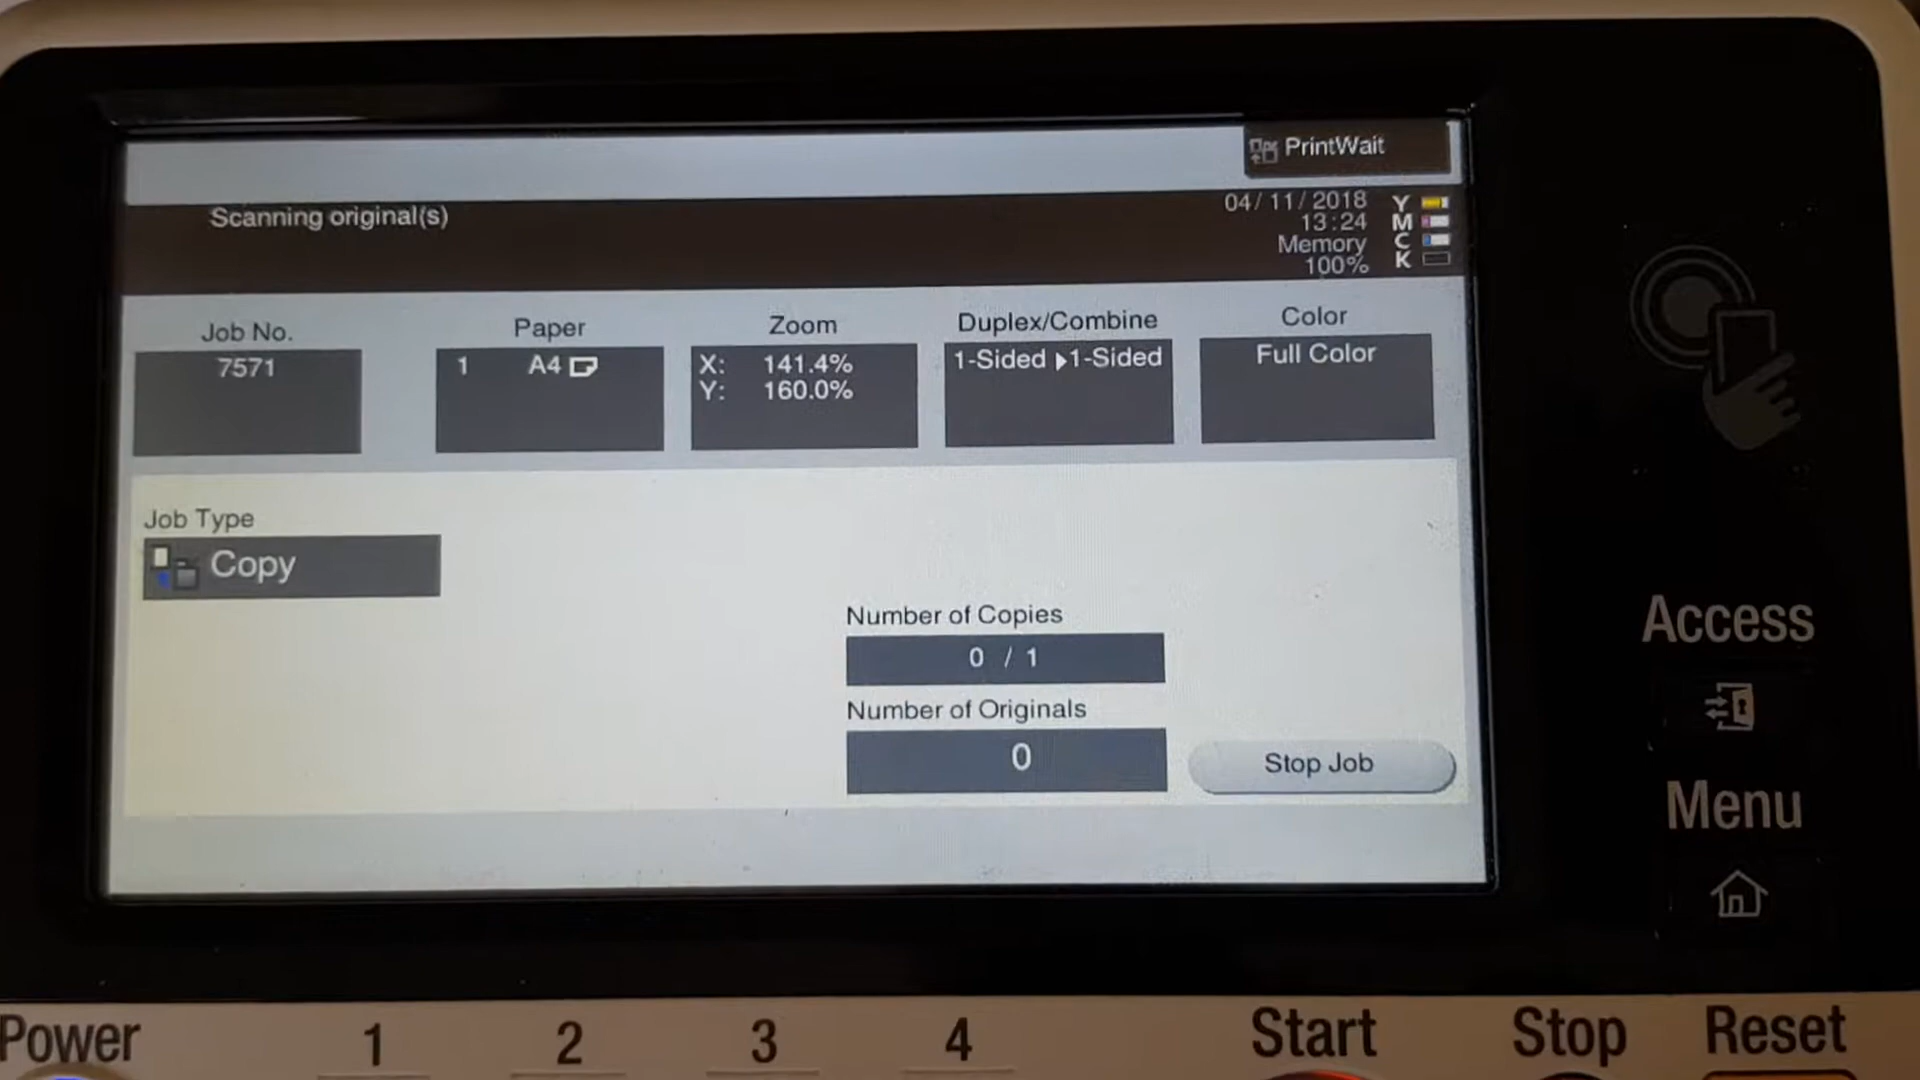 PrintWait
Scanning original(s)
04/11/2018
13:24
Memory
100%
Y
M
C
K
Job No.
7571
Paper
1 A4
Zoom
X: 141.4%
Y: 160.0%
Duplex/Combine
1-Sided ▶1-Sided
Color
Full Color
Job Type
Copy
Number of Copies
0 / 1
Number of Originals
0
Stop Job
Access
Menu
Power
1
2
3
4
Start
Stop
Reset